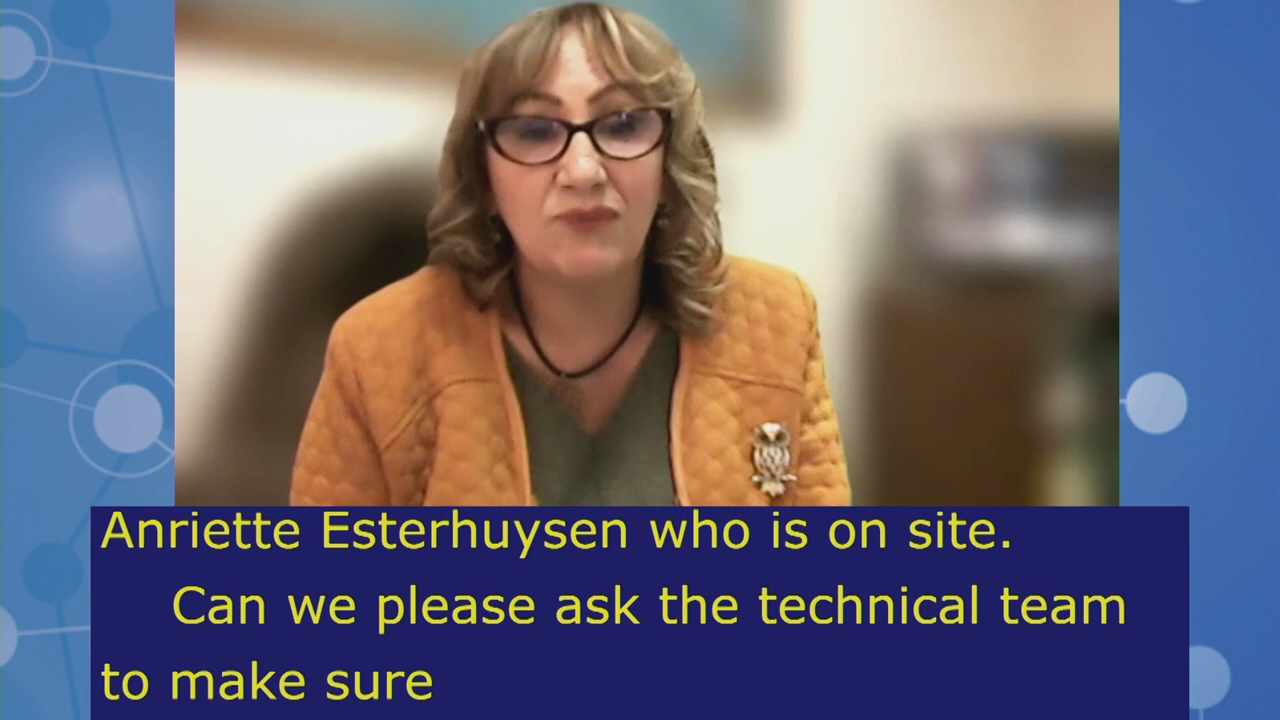 Anriette Esterhuysen who is on site.
Can we please ask the technical team
to make sure